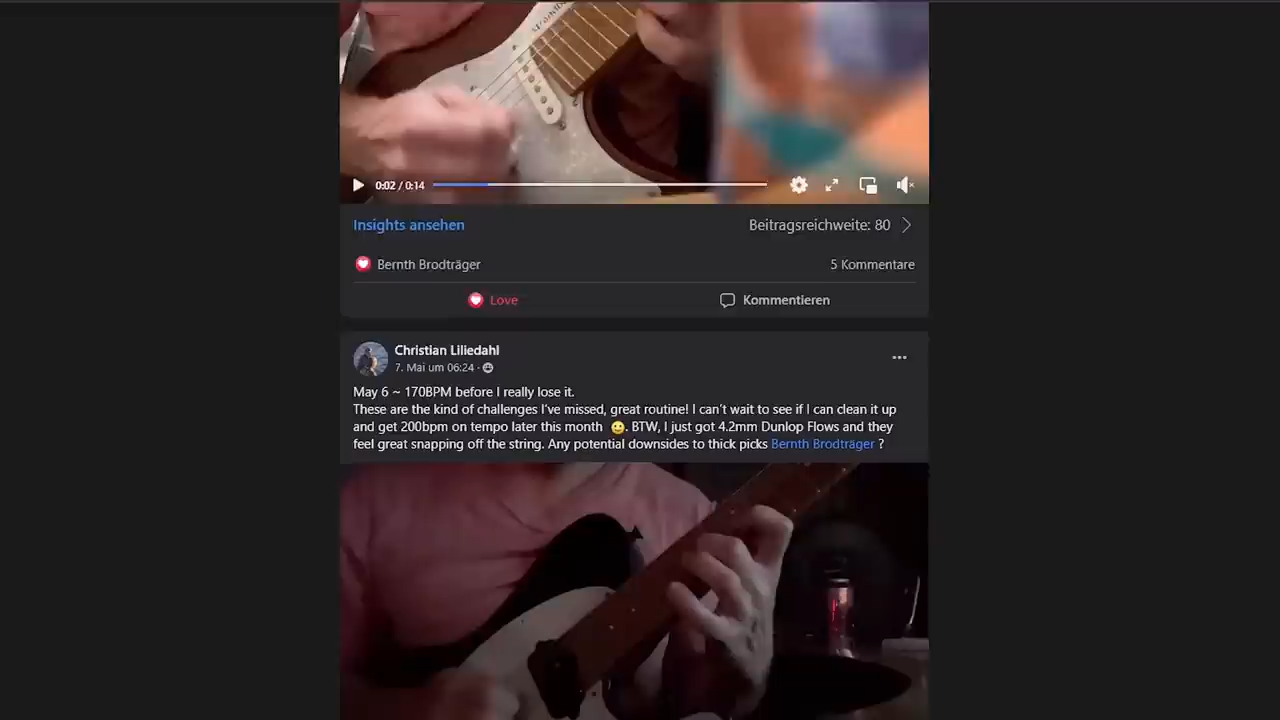 0:02 / 0:14
Insights ansehen
Beitragsreichweite: 80
Bernth Brodträger
5 Kommentare
Love
Kommentieren
Christian Liliedahl
7. Mai um 06:24 ·
May 6 ~ 170BPM before I really lose it.
These are the kind of challenges I've missed, great routine! I can't wait to see if I can clean it up
and get 200bpm on tempo later this month 😀. BTW, I just got 4.2mm Dunlop Flows and they
feel great snapping off the string. Any potential downsides to thick picks Bernth Brodträger ?